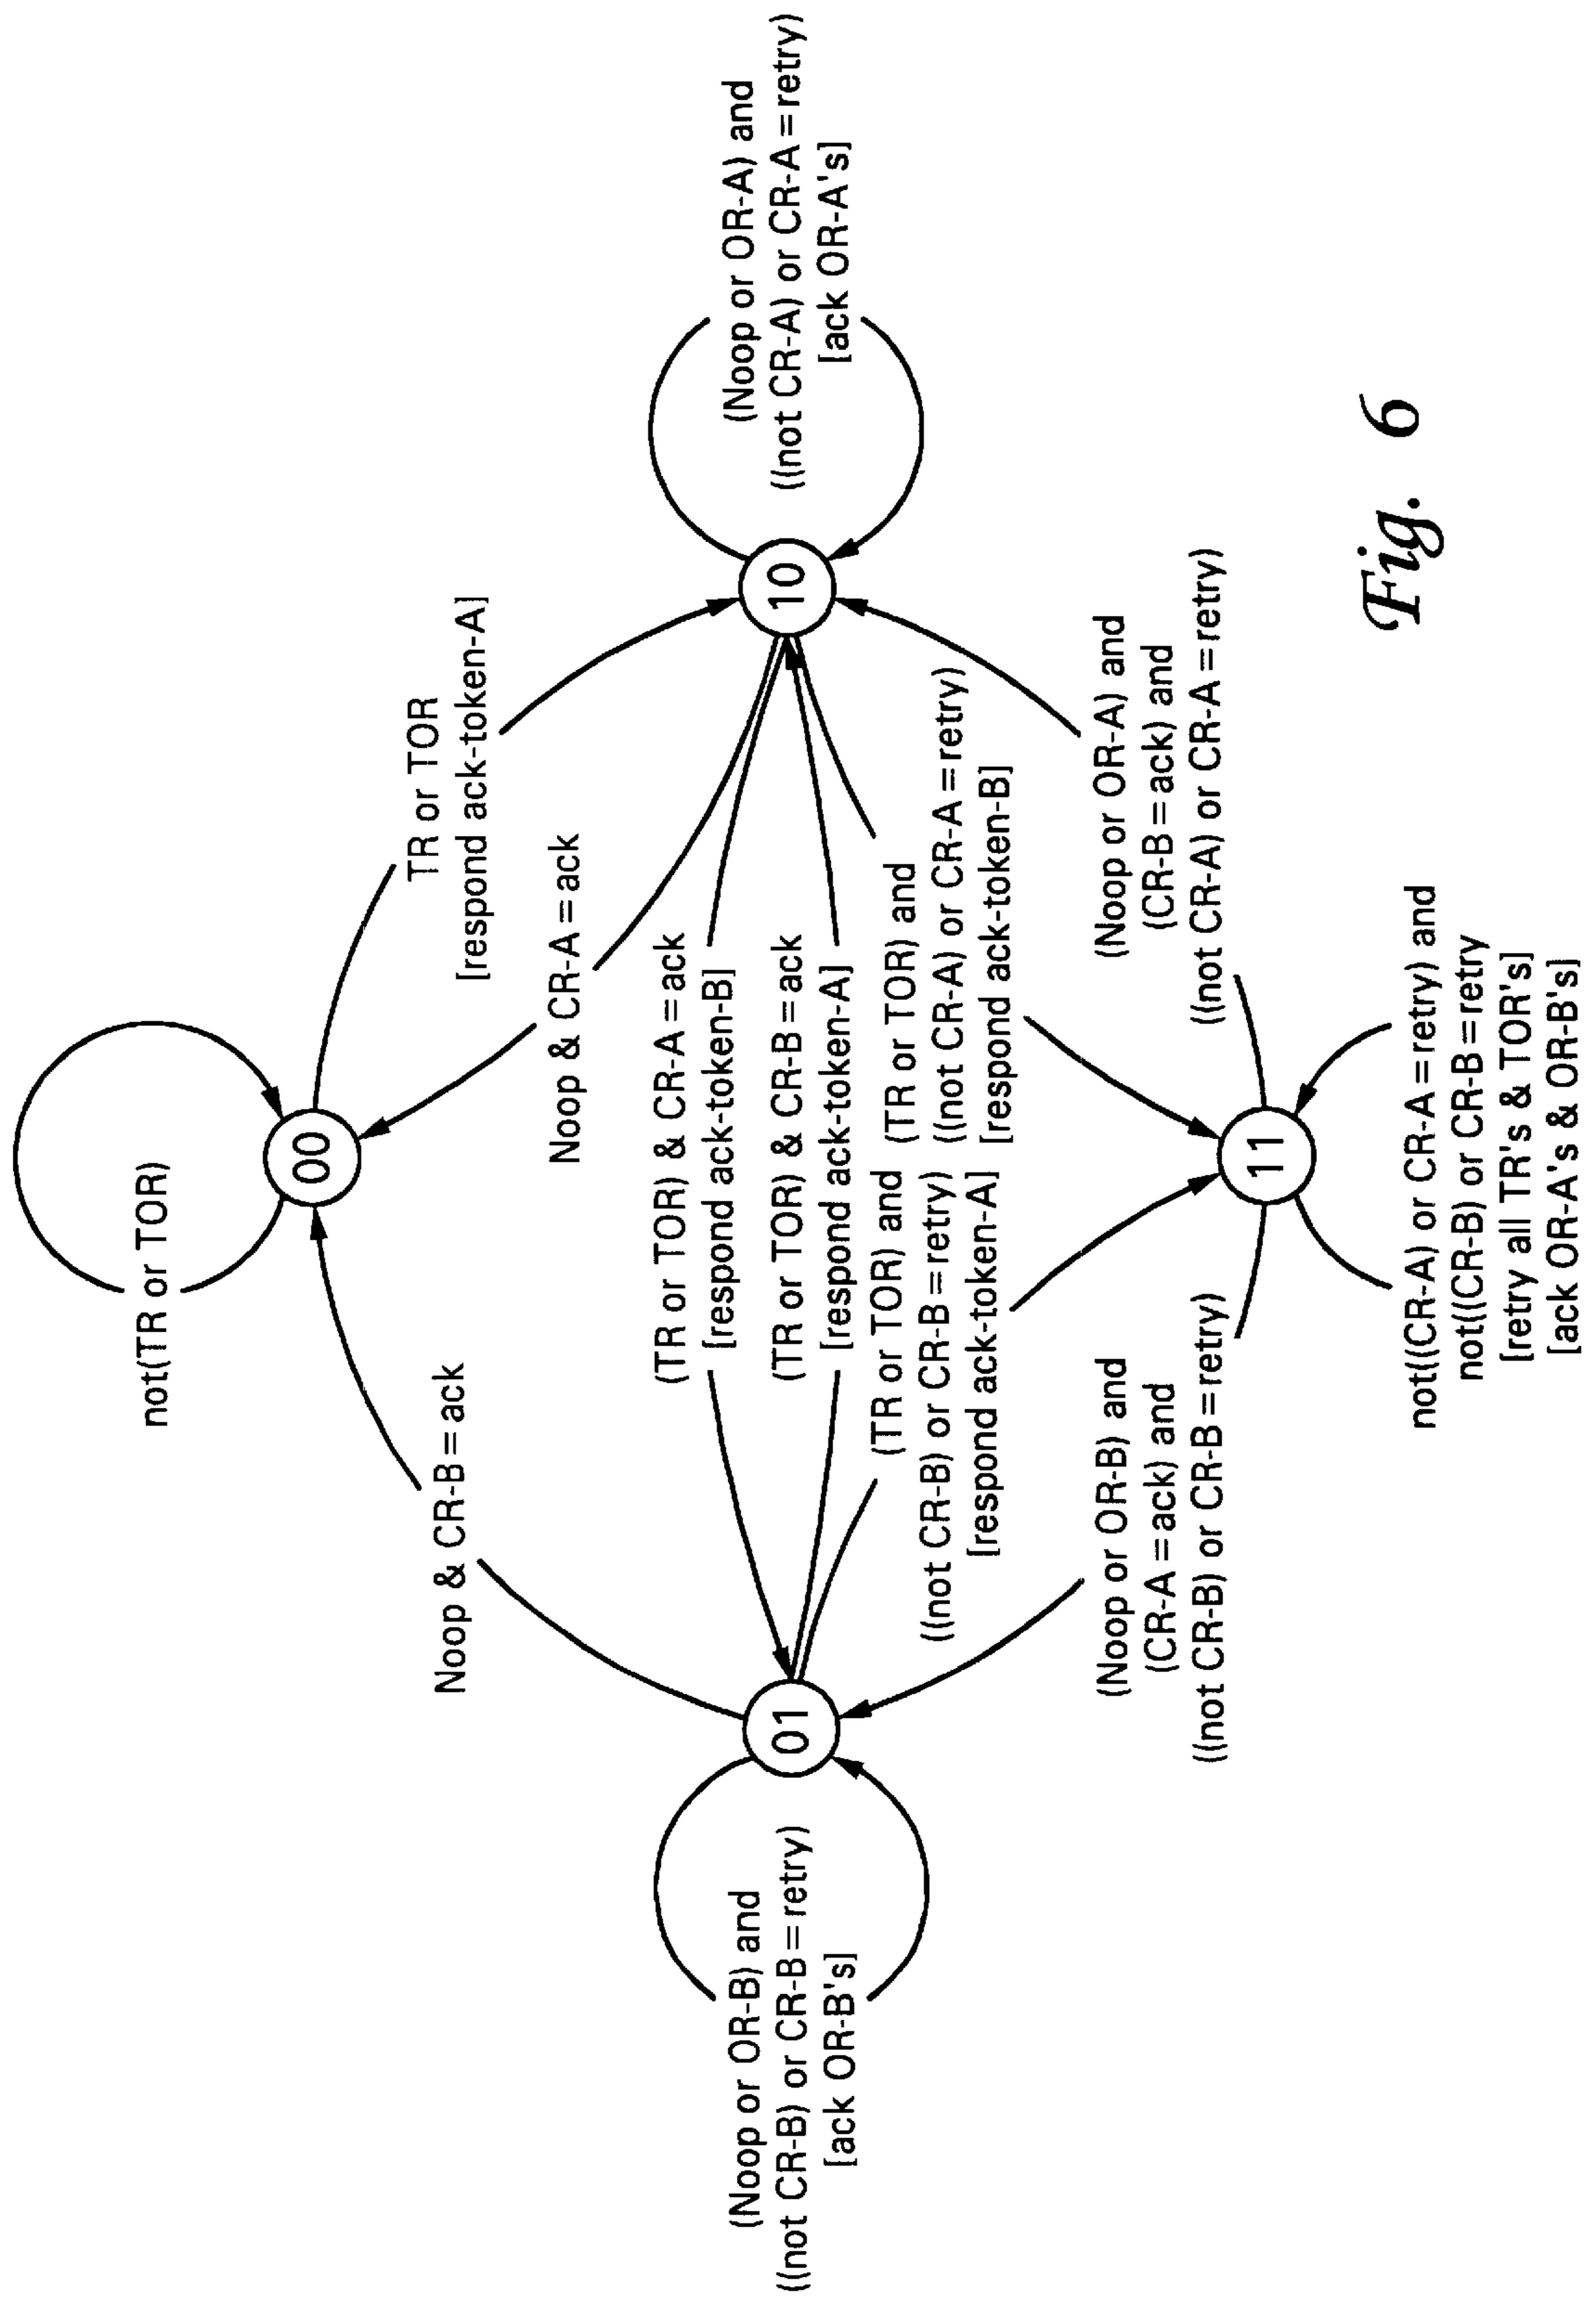 not(TR or TOR)
00
Noop & CR-B=ack
TR or TOR
[respond ack-token-A]
Noop & CR-A=ack
(TR or TOR) & CR-A=ack
[respond ack-token-B]
(TR or TOR) & CR-B=ack
[respond ack-token-A]
(Noop or OR-B) and
((not CR-B) or CR-B=retry)
[ack OR-B's]
01
10
(Noop or OR-A) and
((not CR-A) or CR-A=retry)
[ack OR-A's]
(TR or TOR) and
((not CR-B) or CR-B=retry)
[respond ack-token-A]
(TR or TOR) and
((not CR-A) or CR-A=retry)
[respond ack-token-B]
(Noop or OR-B) and
(CR-A=ack) and
((not CR-B) or CR-B=retry)
(Noop or OR-A) and
(CR-B=ack) and
((not CR-A) or CR-A=retry)
11
not((CR-A) or CR-A=retry) and
not((CR-B) or CR-B=retry
[retry all TR's & TOR's]
[ack OR-A's & OR-B's]
Fig. 6